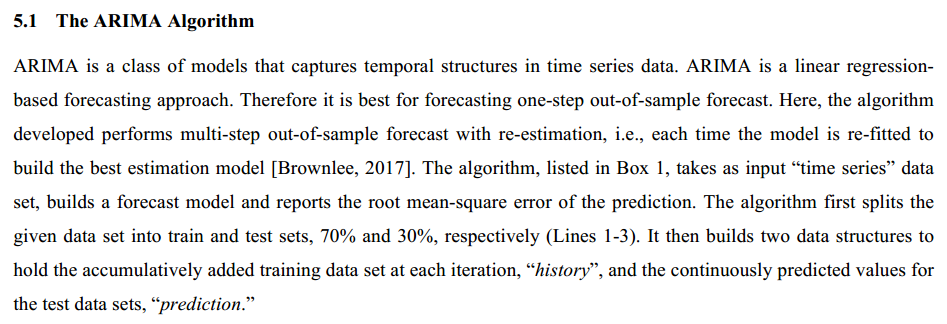 5.1 The ARIMA Algorithm
ARIMA is a class of models that captures temporal structures in time series data. ARIMA is a linear regression-
based forecasting approach. Therefore it is best for forecasting one-step out-of-sample forecast. Here, the algorithm
developed performs multi-step out-of-sample forecast with re-estimation, i.e., each time the model is re-fitted to
build the best estimation model [Brownlee, 2017]. The algorithm, listed in Box 1, takes as input “time series” data
set, builds a forecast model and reports the root mean-square error of the prediction. The algorithm first splits the
given data set into train and test sets, 70% and 30%, respectively (Lines 1-3). It then builds two data structures to
hold the accumulatively added training data set at each iteration, “history”, and the continuously predicted values for
the test data sets, “prediction.”